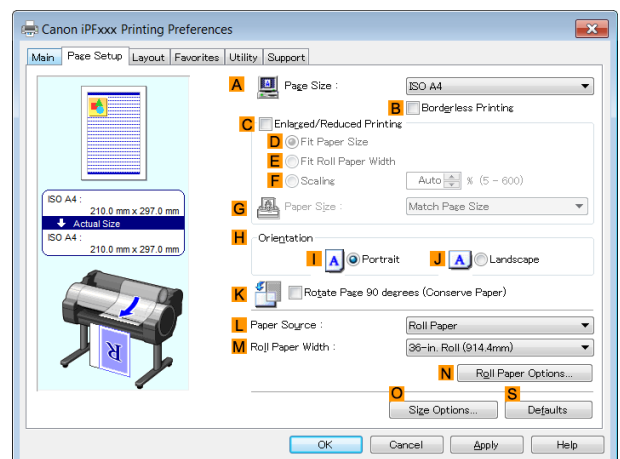 Canon iPFxxx Printing Preferences
Main Page Setup Layout Favorites Utility Support
A Page Size : ISO A4
B Borderless Printing
C Enlarged/Reduced Printing
D Fit Paper Size
E Fit Roll Paper Width
F Scaling Auto % (5 - 600)
G Paper Size : Match Page Size
ISO A4 :
210.0 mm x 297.0 mm
Actual Size
ISO A4 :
210.0 mm x 297.0 mm
H Orientation
I A Portrait J A Landscape
K Rotate Page 90 degrees (Conserve Paper)
L Paper Source : Roll Paper
M Roll Paper Width : 36-in. Roll (914.4mm)
N Roll Paper Options...
O S
Size Options... Defaults
R
OK Cancel Apply Help